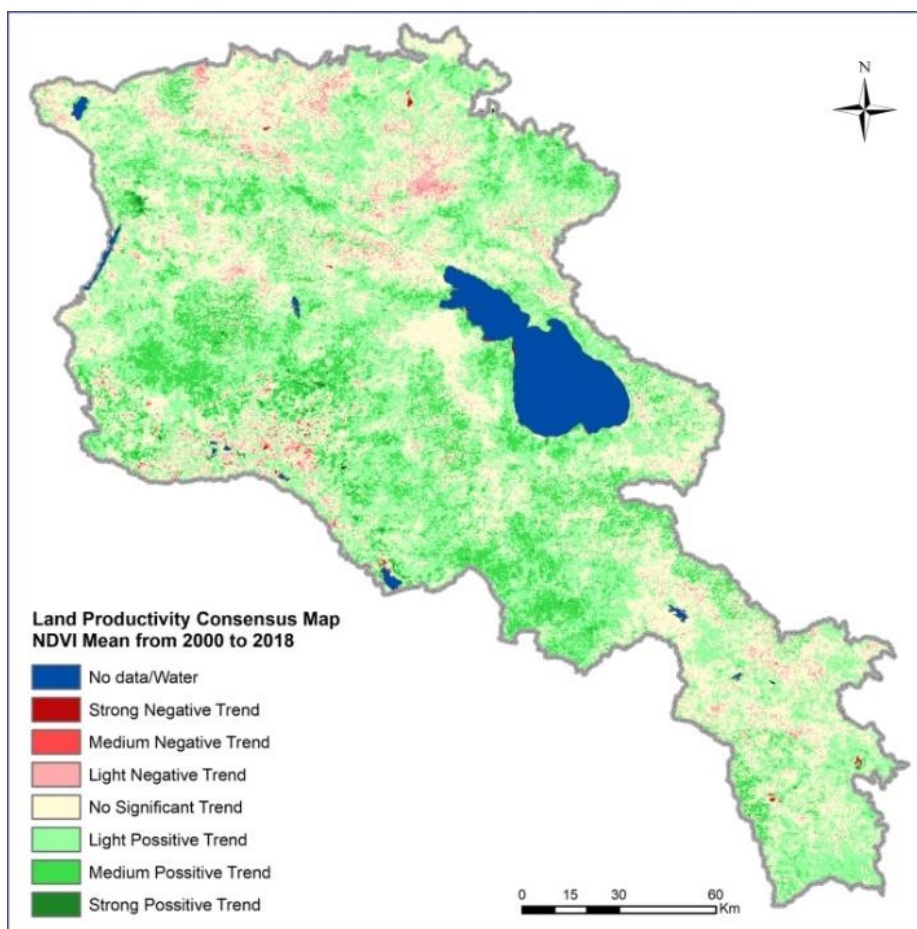 N
Land Productivity Consensus Map
NDVI Mean from 2000 to 2018
No data/Water
Strong Negative Trend
Medium Negative Trend
Light Negative Trend
No Significant Trend
Light Possitive Trend
Medium Possitive Trend
Strong Possitive Trend
0 15 30 60
Km